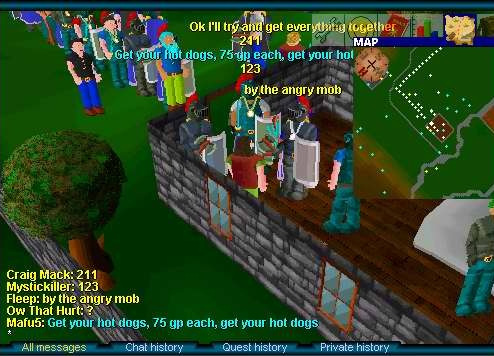 Ok I'll try and get everything together
211
Get your hot dogs, 75 gp each, get your hot
MAP
123
by the angry mob
Craig Mack: 211
Mystickiller: 123
Fleep: by the angry mob
Ow That Hurt: ?
Mafu5: Get your hot dogs, 75 gp each, get your hot dogs
*
All messages Chat history Quest history Private history